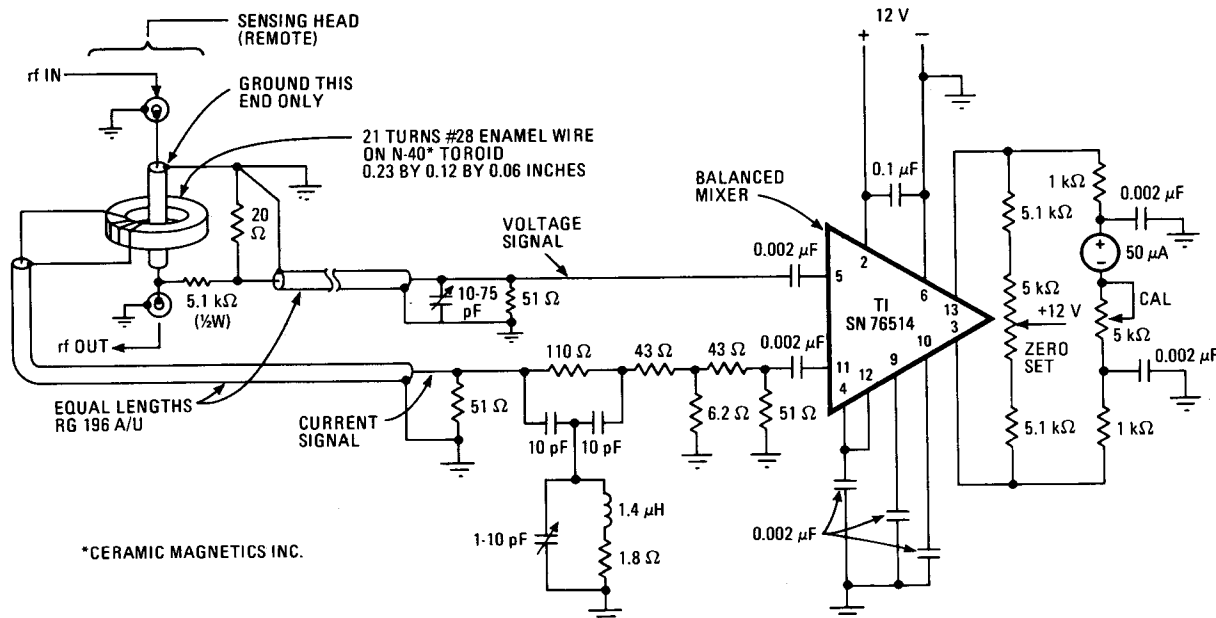 SENSING HEAD
(REMOTE)
rf IN
GROUND THIS
END ONLY
21 TURNS #28 ENAMEL WIRE
ON N-40* TOROID
0.23 BY 0.12 BY 0.06 INCHES
20
Ω
5.1 kΩ
(½W)
rf OUT
EQUAL LENGTHS
RG 196 A/U
VOLTAGE
SIGNAL
10-75
pF
51 Ω
CURRENT
SIGNAL
51 Ω
110 Ω
43 Ω
43 Ω
10 pF
10 pF
6.2 Ω
51 Ω
1-10 pF
1.4 μH
1.8 Ω
*CERAMIC MAGNETICS INC.
12 V
+
−
0.1 μF
BALANCED
MIXER
0.002 μF
0.002 μF
5
2
6
TI
SN 76514
13
3
10
9
11
4
12
0.002 μF
5.1 kΩ
5 kΩ
+12 V
ZERO
SET
5.1 kΩ
1 kΩ
0.002 μF
+
−
50 μA
CAL
5 kΩ
0.002 μF
1 kΩ